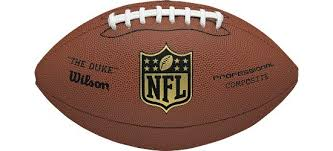 "THE DUKE"
Wilson
NFL
PROFESSIONAL
COMPOSITE